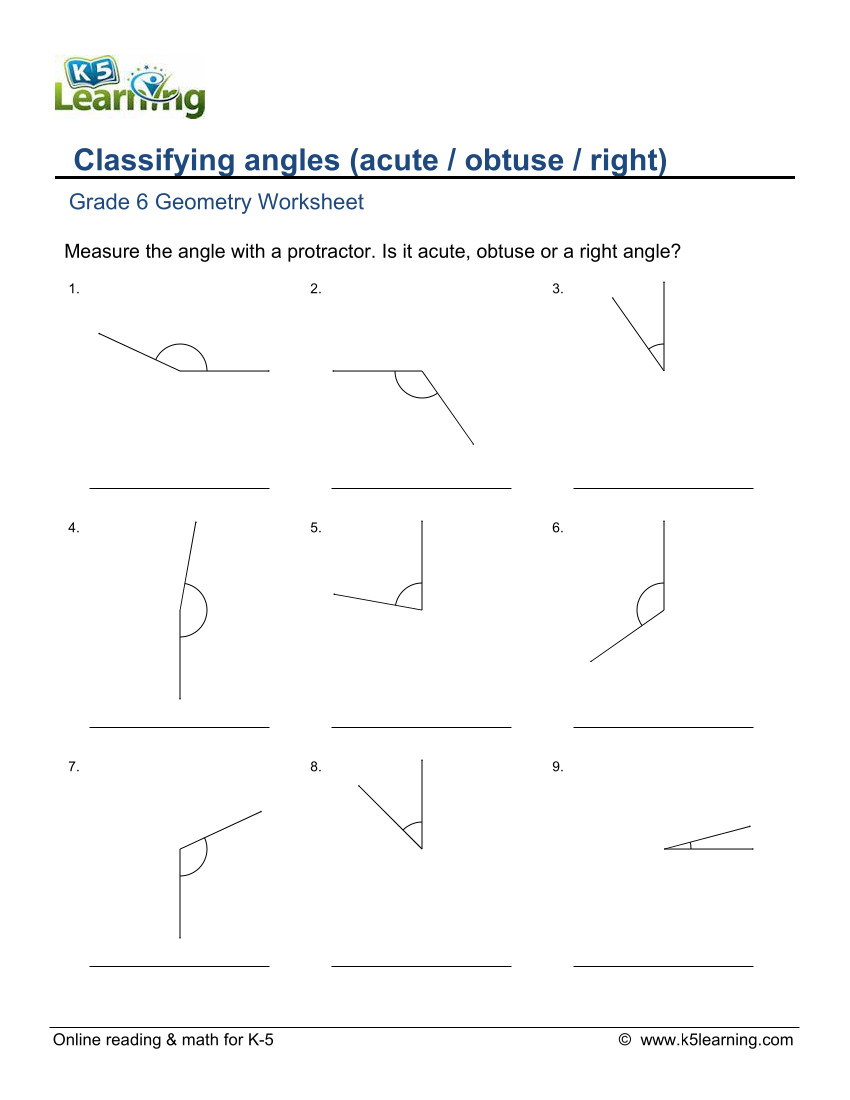 K5
Learning
Classifying angles (acute / obtuse / right)
Grade 6 Geometry Worksheet
Measure the angle with a protractor. Is it acute, obtuse or a right angle?
1. 2. 3.
4. 5. 6.
7. 8. 9.
Online reading & math for K-5 © www.k5learning.com